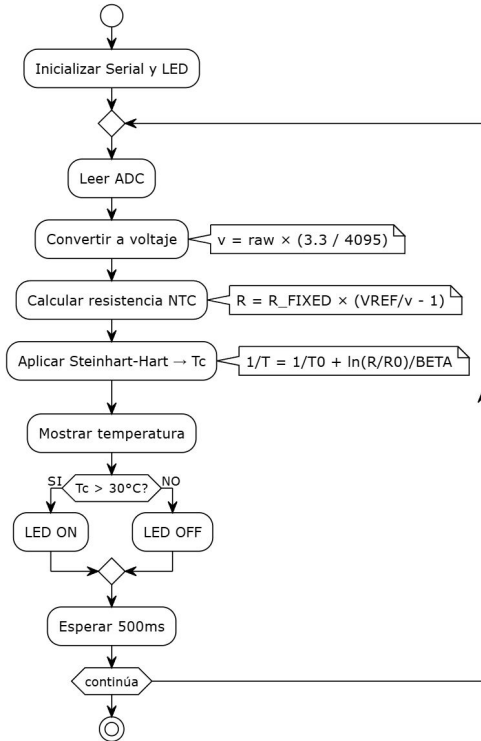 Inicializar Serial y LED
Leer ADC
Convertir a voltaje
v = raw × (3.3 / 4095)
Calcular resistencia NTC
R = R_FIXED × (VREF/v - 1)
Aplicar Steinhart-Hart → Tc
1/T = 1/T0 + ln(R/R0)/BETA
Mostrar temperatura
SI
Tc > 30°C?
NO
LED ON
LED OFF
Esperar 500ms
continúa